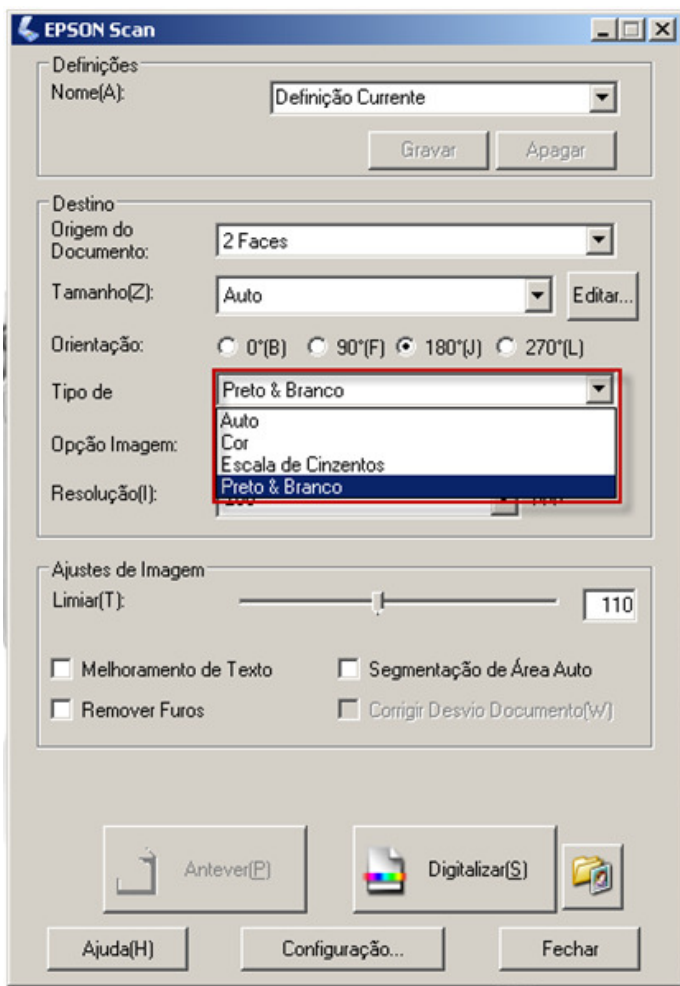 EPSON Scan
Definições
Nome(A):
Definição Currente
Gravar
Apagar
Destino
Origem do
Documento:
2 Faces
Tamanho(Z):
Auto
Editar...
Orientação:
0°(B)
90°(F)
180°(J)
270°(L)
Tipo de
Preto & Branco
Auto
Opção Imagem:
Cor
Escala de Cinzentos
Resolução(I):
Preto & Branco
Ajustes de Imagem
Limiar(T):
110
Melhoramento de Texto
Segmentação de Área Auto
Remover Furos
Corrigir Desvio Documento(W)
Antever(P)
Digitalizar(S)
Ajuda(H)
Configuração...
Fechar